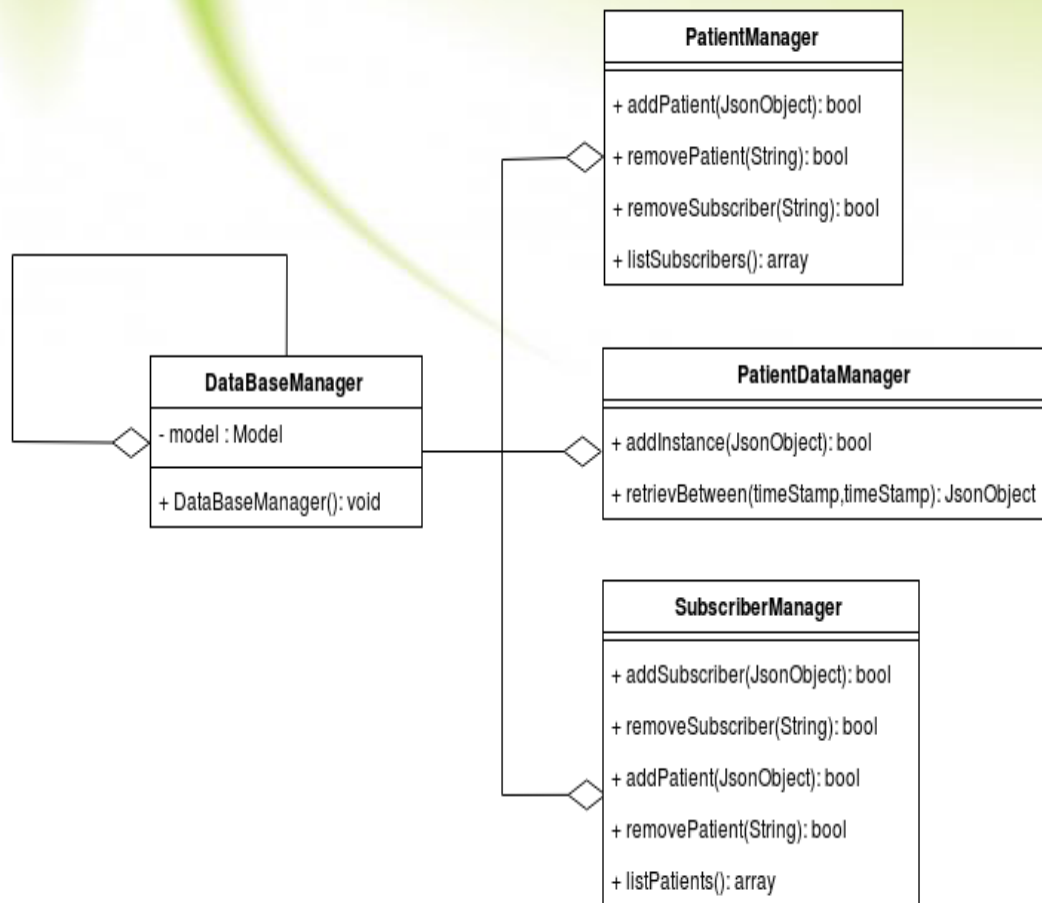 PatientManager
+ addPatient(JsonObject): bool
+ removePatient(String): bool
+ removeSubscriber(String): bool
+ listSubscribers(): array
DataBaseManager
- model : Model
+ DataBaseManager(): void
PatientDataManager
+ addInstance(JsonObject): bool
+ retrievBetween(timeStamp,timeStamp): JsonObject
SubscriberManager
+ addSubscriber(JsonObject): bool
+ removeSubscriber(String): bool
+ addPatient(JsonObject): bool
+ removePatient(String): bool
+ listPatients(): array